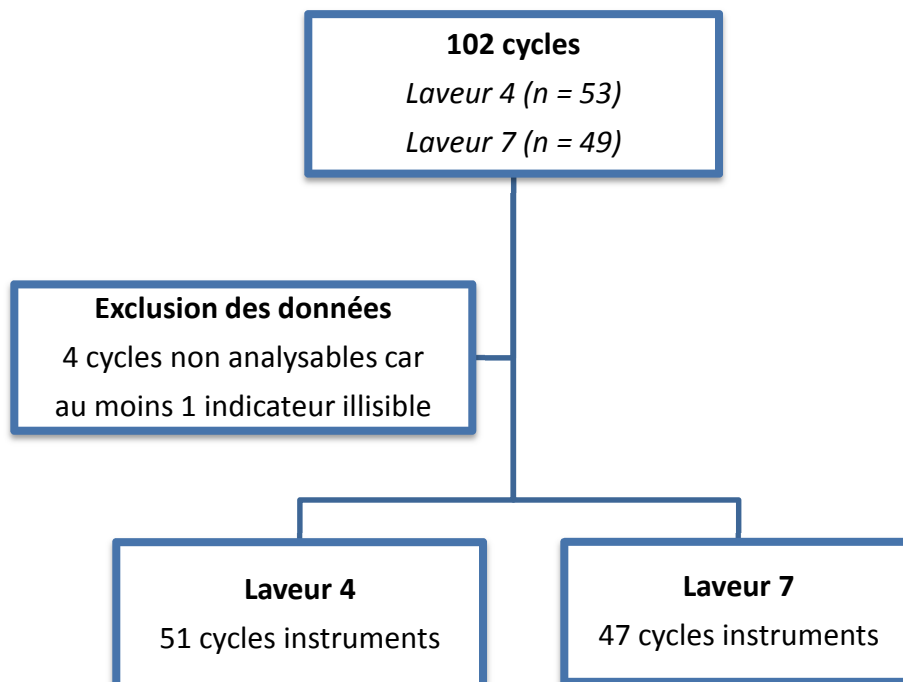 102 cycles
Laveur 4 (n = 53)
Laveur 7 (n = 49)
Exclusion des données
4 cycles non analysables car
au moins 1 indicateur illisible
Laveur 4
51 cycles instruments
Laveur 7
47 cycles instruments